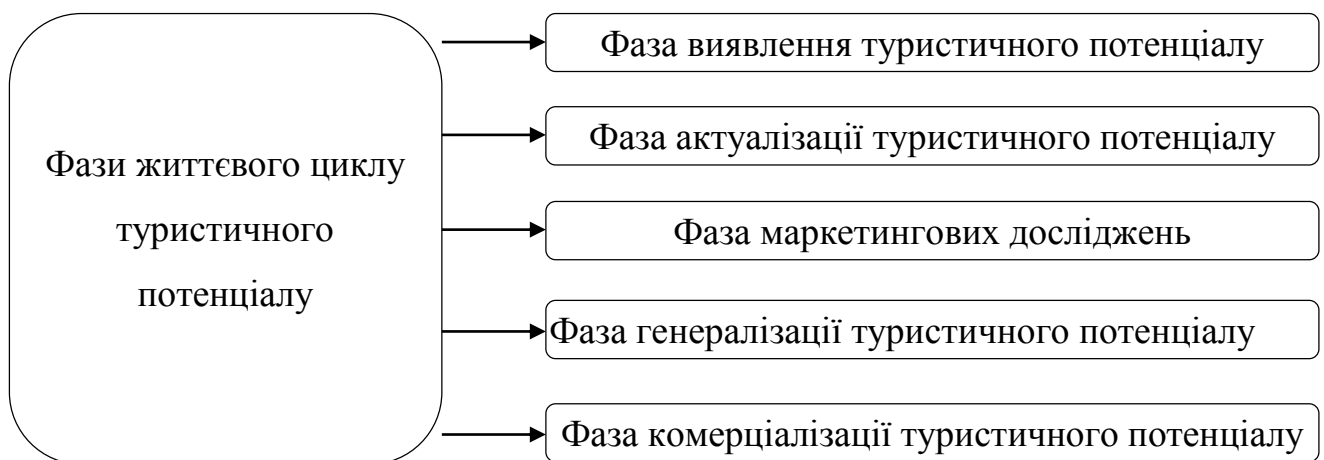 Фази життєвого циклу
туристичного
потенціалу
Фаза виявлення туристичного потенціалу
Фаза актуалізації туристичного потенціалу
Фаза маркетингових досліджень
Фаза генералізації туристичного потенціалу
Фаза комерціалізації туристичного потенціалу